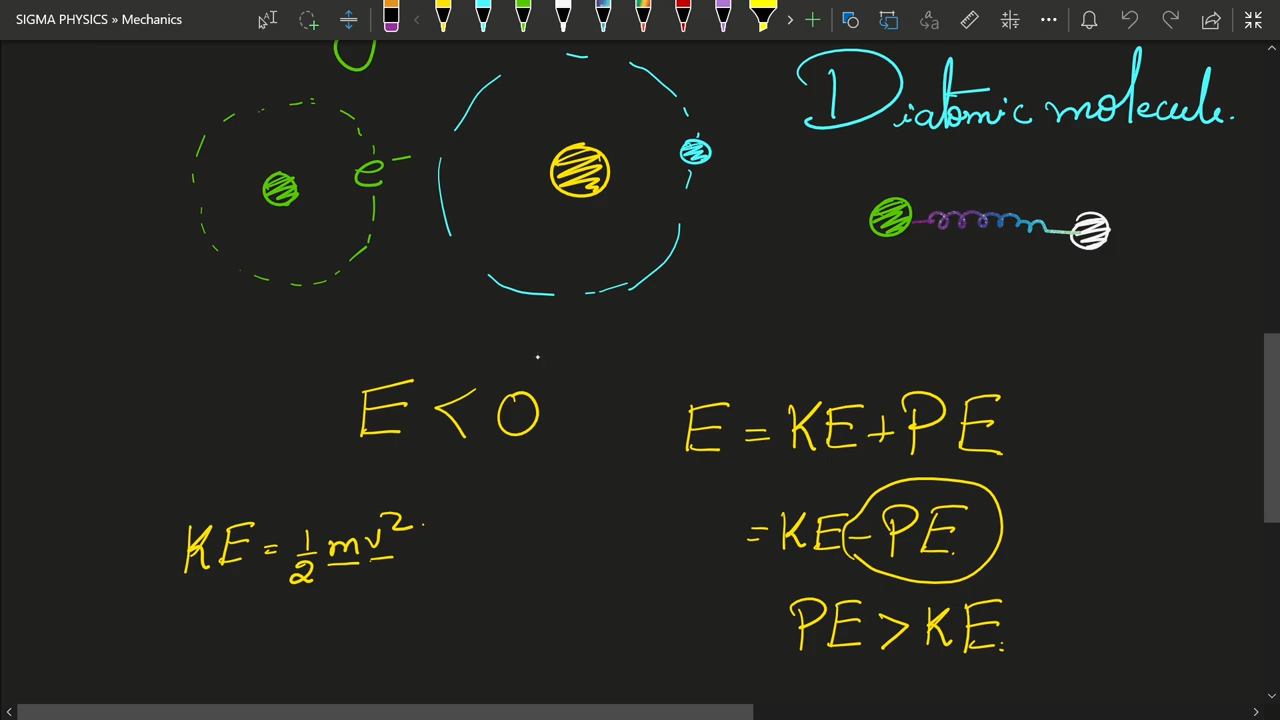 SIGMA PHYSICS » Mechanics
Diatomic molecule.
e⁻
E < 0
E = KE + PE
= KE - PE
KE = 1/2 mv²
PE > KE.